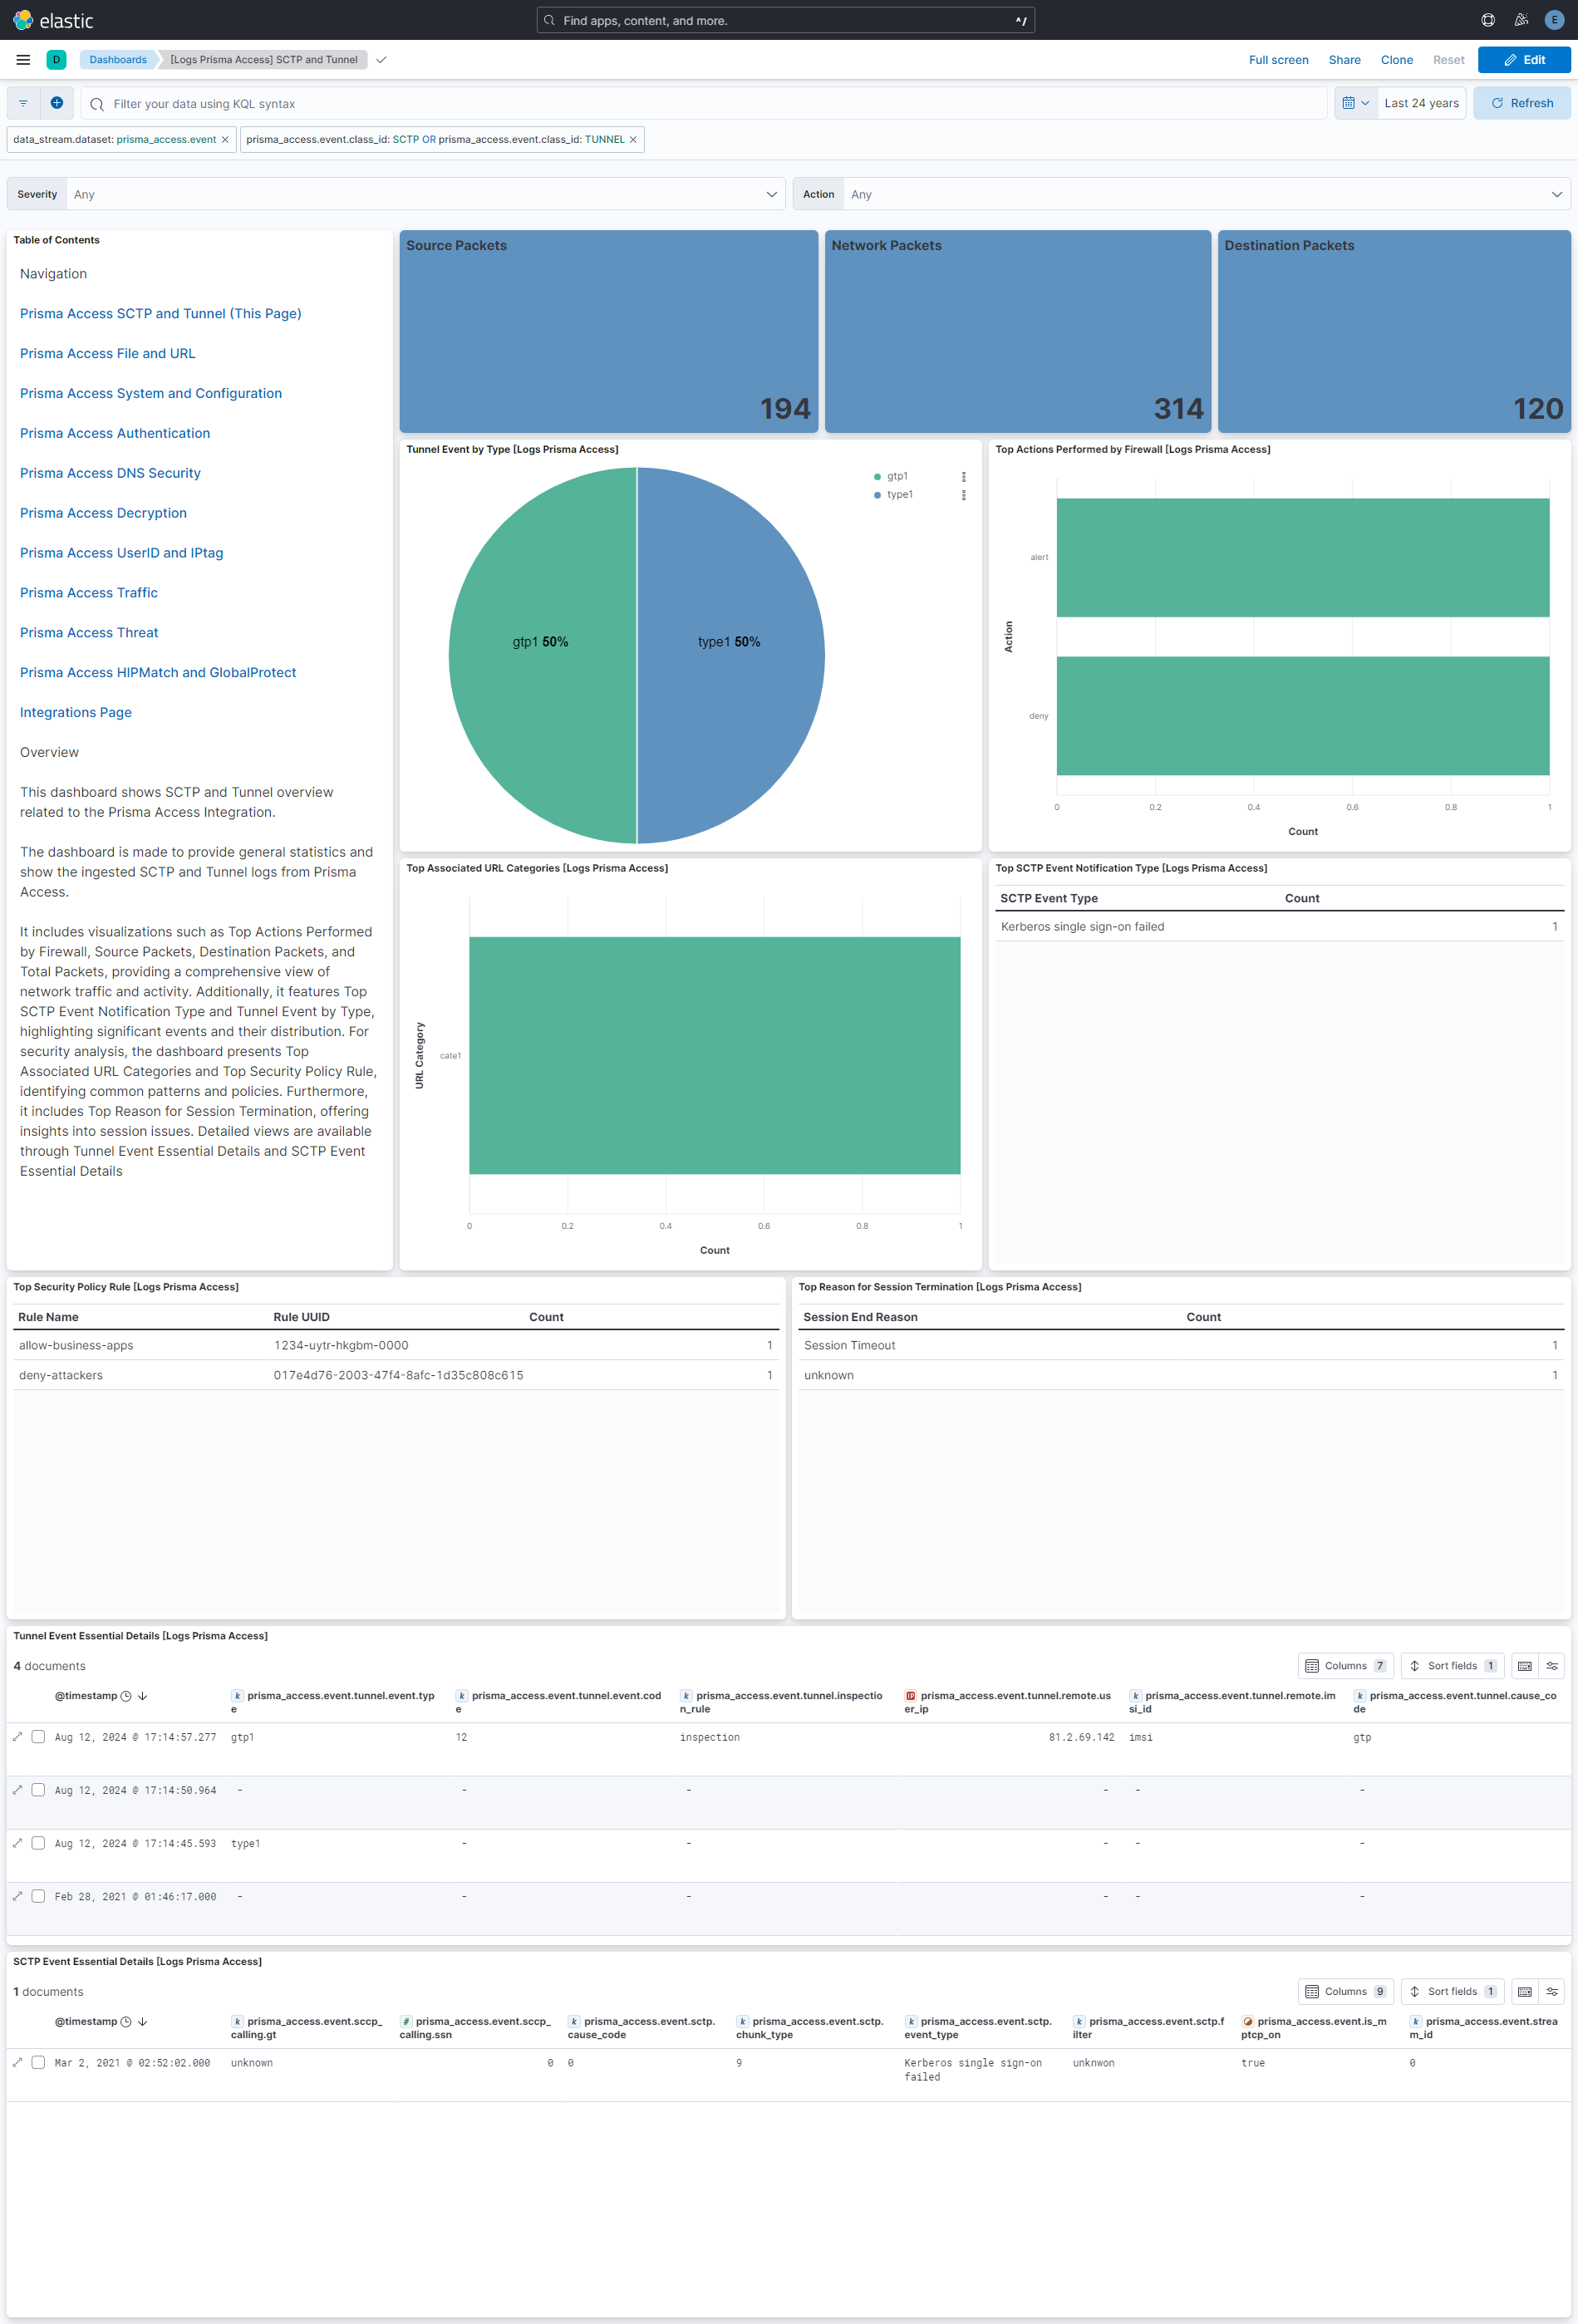 elastic
Find apps, content, and more.
^/
E
D
Dashboards
[Logs Prisma Access] SCTP and Tunnel
Full screen
Share
Clone
Reset
Edit
Filter your data using KQL syntax
Last 24 years
Refresh
data_stream.dataset: prisma_access.event
prisma_access.event.class_id: SCTP OR prisma_access.event.class_id: TUNNEL
Severity
Any
Action
Any
Table of Contents
Navigation
Prisma Access SCTP and Tunnel (This Page)
Prisma Access File and URL
Prisma Access System and Configuration
Prisma Access Authentication
Prisma Access DNS Security
Prisma Access Decryption
Prisma Access UserID and IPtag
Prisma Access Traffic
Prisma Access Threat
Prisma Access HIPMatch and GlobalProtect
Integrations Page
Overview
This dashboard shows SCTP and Tunnel overview
related to the Prisma Access Integration.
The dashboard is made to provide general statistics and
show the ingested SCTP and Tunnel logs from Prisma
Access.
It includes visualizations such as Top Actions Performed
by Firewall, Source Packets, Destination Packets, and
Total Packets, providing a comprehensive view of
network traffic and activity. Additionally, it features Top
SCTP Event Notification Type and Tunnel Event by Type,
highlighting significant events and their distribution. For
security analysis, the dashboard presents Top
Associated URL Categories and Top Security Policy Rule,
identifying common patterns and policies. Furthermore,
it includes Top Reason for Session Termination, offering
insights into session issues. Detailed views are available
through Tunnel Event Essential Details and SCTP Event
Essential Details
Source Packets
194
Network Packets
314
Destination Packets
120
Tunnel Event by Type [Logs Prisma Access]
gtp1
type1
gtp1 50%
type1 50%
Top Actions Performed by Firewall [Logs Prisma Access]
Action
alert
deny
0 0.2 0.4 0.6 0.8 1
Count
Top Associated URL Categories [Logs Prisma Access]
URL Category
cate1
0 0.2 0.4 0.6 0.8 1
Count
Top SCTP Event Notification Type [Logs Prisma Access]
SCTP Event Type Count
Kerberos single sign-on failed 1
Top Security Policy Rule [Logs Prisma Access]
Rule Name Rule UUID Count
allow-business-apps 1234-uytr-hkgbm-0000 1
deny-attackers 017e4d76-2003-47f4-8afc-1d35c808c615 1
Top Reason for Session Termination [Logs Prisma Access]
Session End Reason Count
Session Timeout 1
unknown 1
Tunnel Event Essential Details [Logs Prisma Access]
4 documents
Columns 7
Sort fields 1
@timestamp k prisma_access.event.tunnel.event.typ k prisma_access.event.tunnel.event.cod k prisma_access.event.tunnel.inspectio IP prisma_access.event.tunnel.remote.us k prisma_access.event.tunnel.remote.im k prisma_access.event.tunnel.cause_co
e e n_rule er_ip si_id de
Aug 12, 2024 @ 17:14:57.277 gtp1 12 inspection 81.2.69.142 imsi gtp
Aug 12, 2024 @ 17:14:50.964 - - - - - -
Aug 12, 2024 @ 17:14:45.593 type1 - - - - -
Feb 28, 2021 @ 01:46:17.000 - - - - - -
SCTP Event Essential Details [Logs Prisma Access]
1 documents
Columns 9
Sort fields 1
@timestamp k prisma_access.event.sccp_ # prisma_access.event.sccp_ k prisma_access.event.sctp. k prisma_access.event.sctp. k prisma_access.event.sctp. k prisma_access.event.sctp.f prisma_access.event.is_m k prisma_access.event.strea
calling.gt calling.ssn cause_code chunk_type event_type ilter ptcp_on m_id
Mar 2, 2021 @ 02:52:02.000 unknown 0 0 9 Kerberos single sign-on unknwon true 0
failed